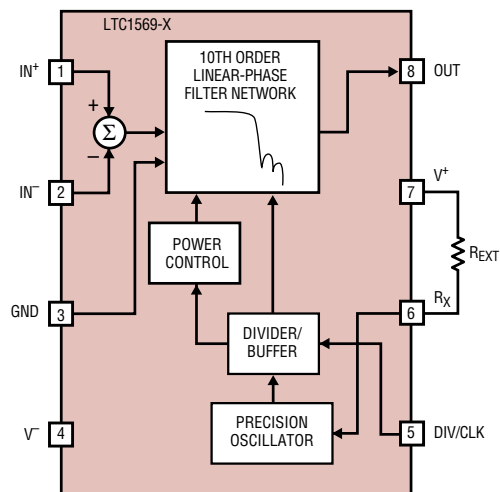 LTC1569-X
IN+
1
10TH ORDER
LINEAR-PHASE
FILTER NETWORK
8
OUT
+
Σ
−
IN−
2
7
V+
POWER
CONTROL
REXT
GND
3
RX
6
DIVIDER/
BUFFER
V−
4
PRECISION
OSCILLATOR
5
DIV/CLK